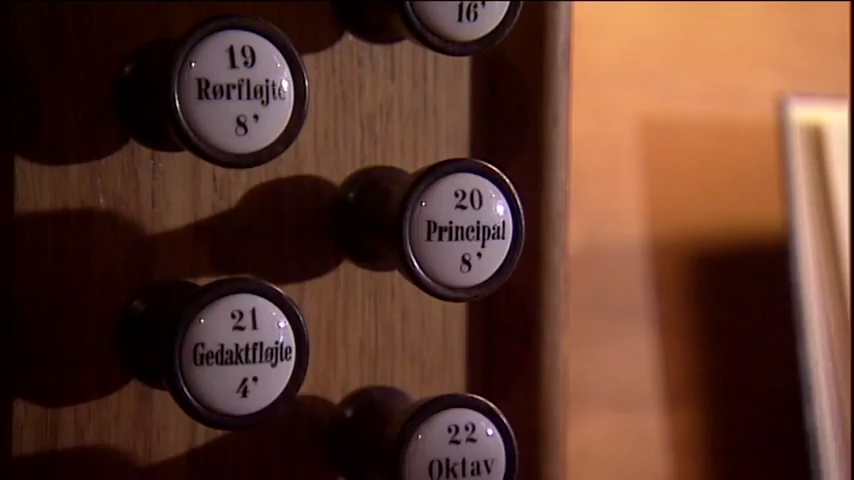 16'
19
Rørfløjte
8'
20
Principal
8'
21
Gedaktfløjte
4'
22
Oktav